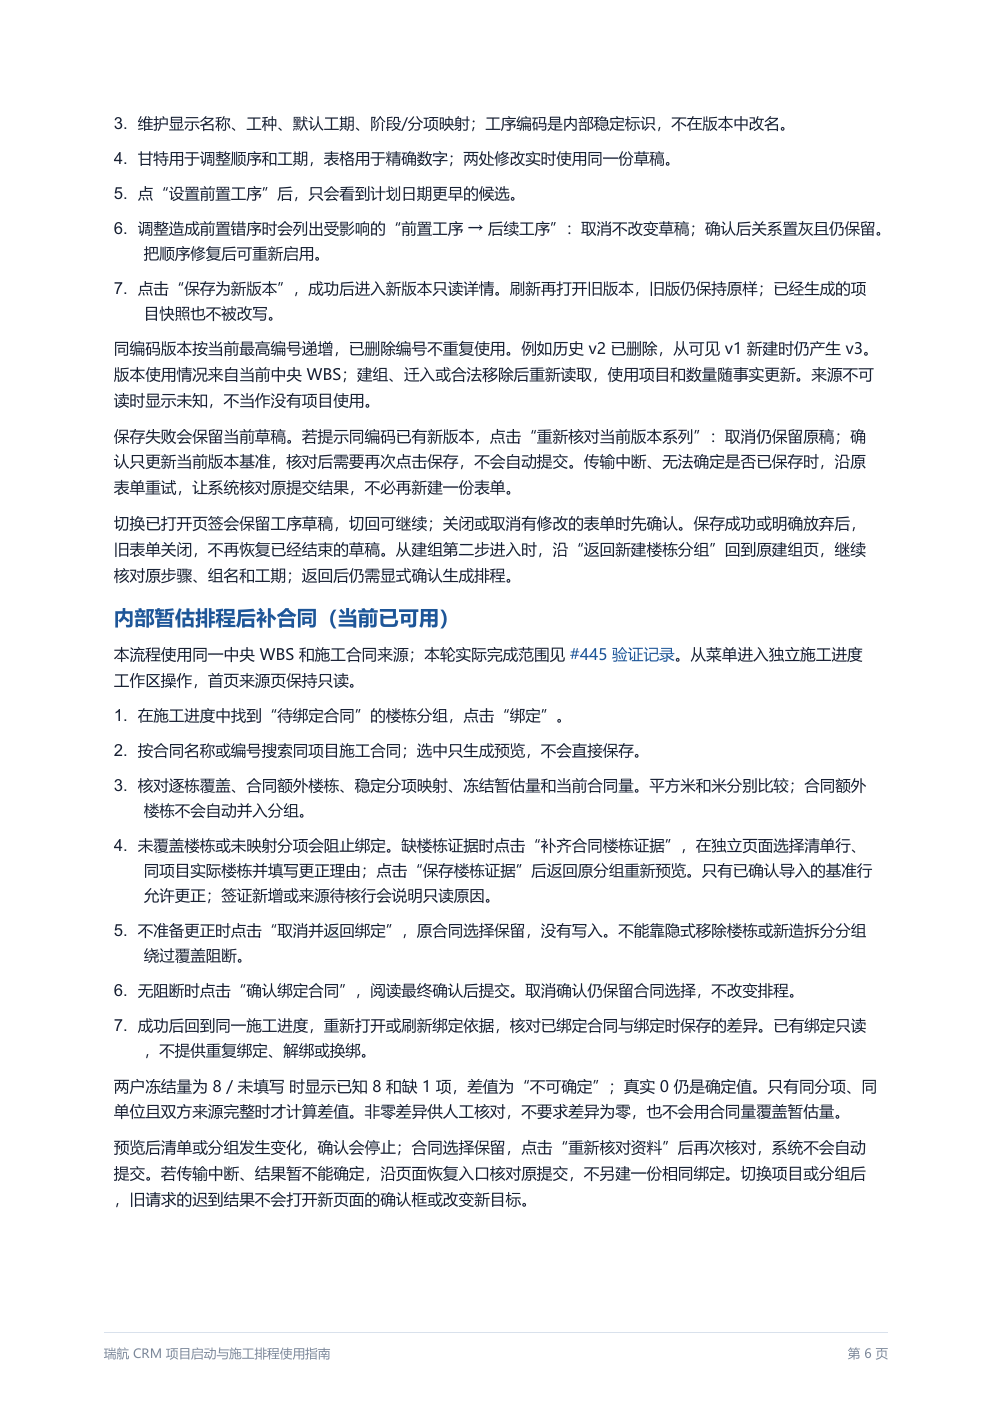 3. 维护显示名称、工种、默认工期、阶段/分项映射；工序编码是内部稳定标识，不在版本中改名。
4. 甘特用于调整顺序和工期，表格用于精确数字；两处修改实时使用同一份草稿。
5. 点“设置前置工序”后，只会看到计划日期更早的候选。
6. 调整造成前置错序时会列出受影响的“前置工序 → 后续工序”：取消不改变草稿；确认后关系置灰且仍保留。
把顺序修复后可重新启用。
7. 点击“保存为新版本”，成功后进入新版本只读详情。刷新再打开旧版本，旧版仍保持原样；已经生成的项
目快照也不被改写。
同编码版本按当前最高编号递增，已删除编号不重复使用。例如历史 v2 已删除，从可见 v1 新建时仍产生 v3。
版本使用情况来自当前中央 WBS；建组、迁入或合法移除后重新读取，使用项目和数量随事实更新。来源不可
读时显示未知，不当作没有项目使用。
保存失败会保留当前草稿。若提示同编码已有新版本，点击“重新核对当前版本系列”：取消仍保留原稿；确
认只更新当前版本基准，核对后需要再次点击保存，不会自动提交。传输中断、无法确定是否已保存时，沿原
表单重试，让系统核对原提交结果，不必再新建一份表单。
切换已打开页签会保留工序草稿，切回可继续；关闭或取消有修改的表单时先确认。保存成功或明确放弃后，
旧表单关闭，不再恢复已经结束的草稿。从建组第二步进入时，沿“返回新建楼栋分组”回到原建组页，继续
核对原步骤、组名和工期；返回后仍需显式确认生成排程。
内部暂估排程后补合同（当前已可用）
本流程使用同一中央 WBS 和施工合同来源；本轮实际完成范围见 #445 验证记录。从菜单进入独立施工进度
工作区操作，首页来源页保持只读。
1. 在施工进度中找到“待绑定合同”的楼栋分组，点击“绑定”。
2. 按合同名称或编号搜索同项目施工合同；选中只生成预览，不会直接保存。
3. 核对逐栋覆盖、合同额外楼栋、稳定分项映射、冻结暂估量和当前合同量。平方米和米分别比较；合同额外
楼栋不会自动并入分组。
4. 未覆盖楼栋或未映射分项会阻止绑定。缺楼栋证据时点击“补齐合同楼栋证据”，在独立页面选择清单行、
同项目实际楼栋并填写更正理由；点击“保存楼栋证据”后返回原分组重新预览。只有已确认导入的基准行
允许更正；签证新增或来源待核行会说明只读原因。
5. 不准备更正时点击“取消并返回绑定”，原合同选择保留，没有写入。不能靠隐式移除楼栋或新造拆分分组
绕过覆盖阻断。
6. 无阻断时点击“确认绑定合同”，阅读最终确认后提交。取消确认仍保留合同选择，不改变排程。
7. 成功后回到同一施工进度，重新打开或刷新绑定依据，核对已绑定合同与绑定时保存的差异。已有绑定只读
，不提供重复绑定、解绑或换绑。
两户冻结量为 8 / 未填写 时显示已知 8 和缺 1 项，差值为“不可确定”；真实 0 仍是确定值。只有同分项、同
单位且双方来源完整时才计算差值。非零差异供人工核对，不要求差异为零，也不会用合同量覆盖暂估量。
预览后清单或分组发生变化，确认会停止；合同选择保留，点击“重新核对资料”后再次核对，系统不会自动
提交。若传输中断、结果暂不能确定，沿页面恢复入口核对原提交，不另建一份相同绑定。切换项目或分组后
，旧请求的迟到结果不会打开新页面的确认框或改变新目标。
瑞航 CRM 项目启动与施工排程使用指南
第 6 页